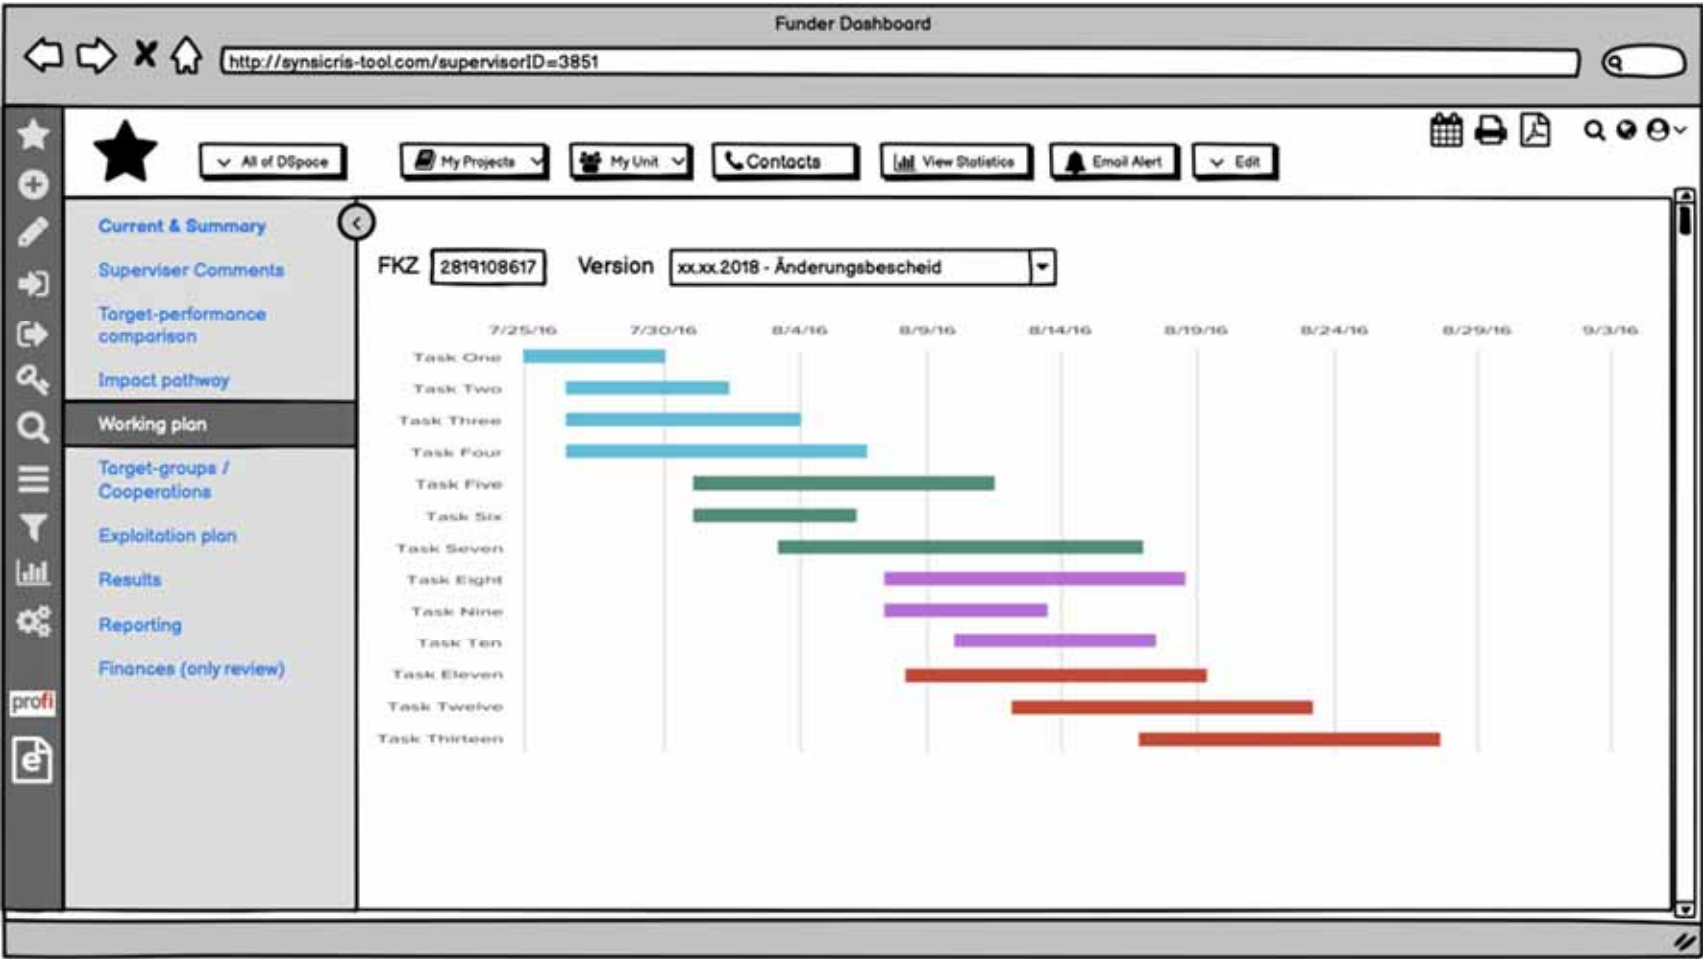 Funder Dashboard
http://synsicris-tool.com/supervisorID=3851
All of DSpace
My Projects
My Unit
Contacts
View Statistics
Email Alert
Edit
Current & Summary
Superviser Comments
Target-performance
comparison
Impact pathway
Working plan
Target-groups /
Cooperations
Exploitation plan
Results
Reporting
Finances (only review)
profi
e
FKZ 2819108617 Version xx.xx.2018 - Änderungsbescheid
7/25/16 7/30/16 8/4/16 8/9/16 8/14/16 8/19/16 8/24/16 8/29/16 9/3/16
Task One
Task Two
Task Three
Task Four
Task Five
Task Six
Task Seven
Task Eight
Task Nine
Task Ten
Task Eleven
Task Twelve
Task Thirteen